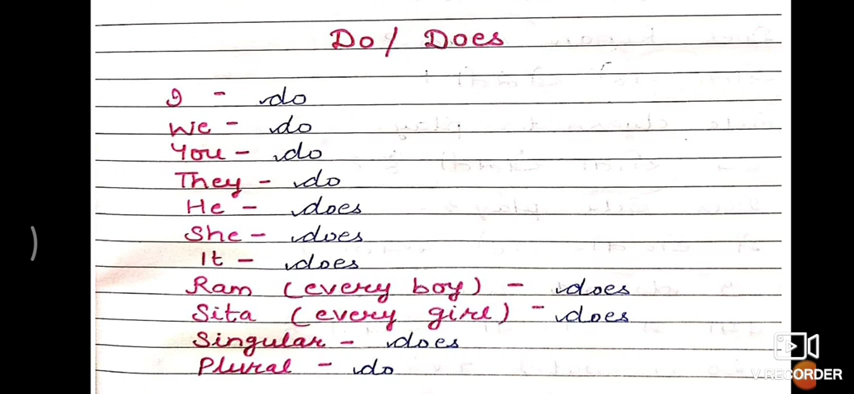 Do / Does
I - do
We - do
You - do
They - do
He - does
She - does
It - does
Ram (every boy) - does
Sita (every girl) - does
Singular - does
Plural - do
V RECORDER